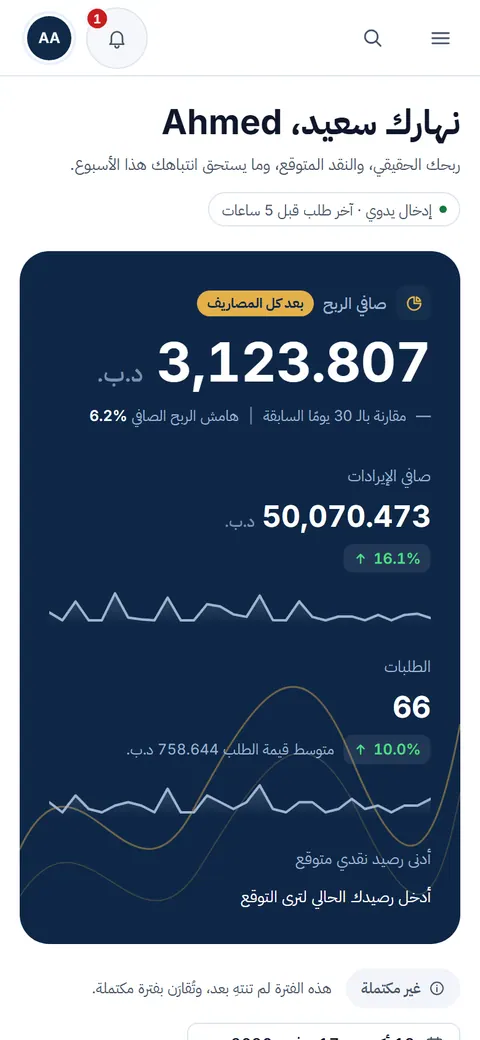 AA
1
نهارك سعيد، Ahmed
ربحك الحقيقي، والنقد المتوقع، وما يستحق انتباهك هذا الأسبوع.
إدخال يدوي · آخر طلب قبل 5 ساعات
صافي الربح بعد كل المصاريف
3,123.807 د.ب.
— مقارنة بالـ 30 يومًا السابقة | هامش الربح الصافي 6.2%
صافي الإيرادات
50,070.473 د.ب.
↑ 16.1%
الطلبات
66
↑ 10.0% متوسط قيمة الطلب 758.644 د.ب.
أدنى رصيد نقدي متوقع
أدخل رصيدك الحالي لترى التوقع
غير مكتملة هذه الفترة لم تنتهِ بعد، وتُقارَن بفترة مكتملة.